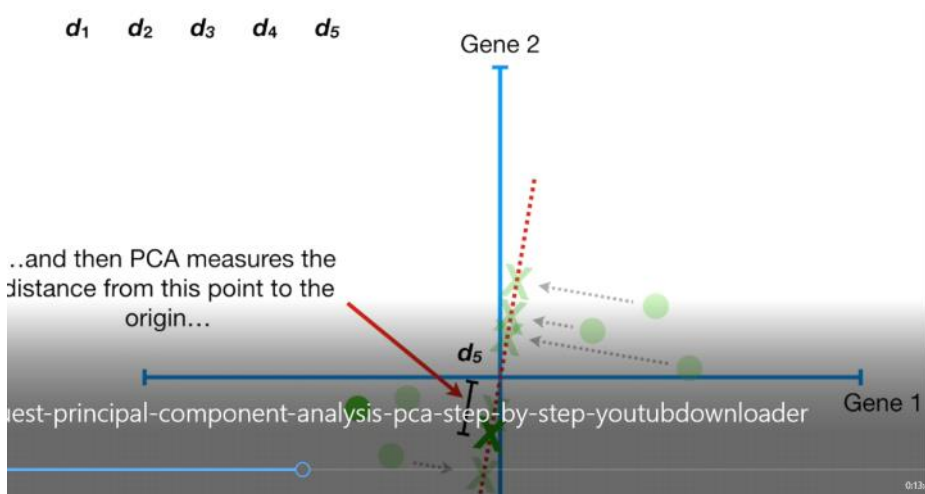 d₁ d₂ d₃ d₄ d₅
Gene 2
..and then PCA measures the
distance from this point to the
origin...
d₅
Gene 1
uest-principal-component-analysis-pca-step-by-step-youtubdownloader